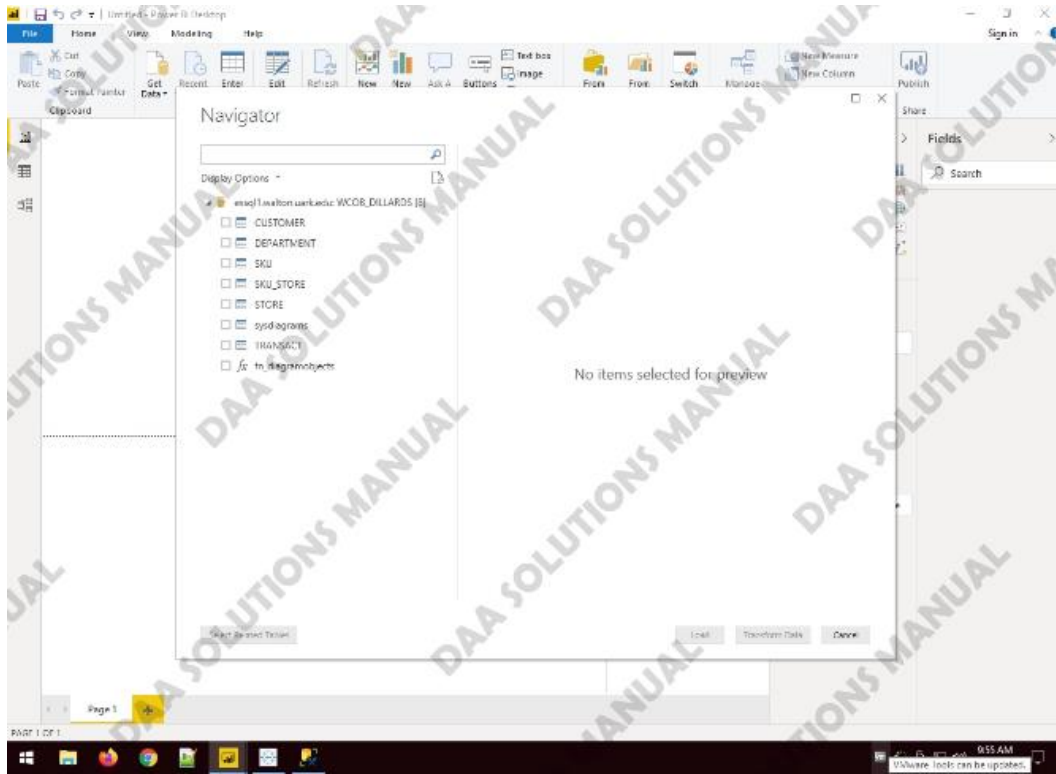 Untitled - Power BI Desktop
Sign in
File Home View Modeling Help
Paste
Cut
Copy
Format Painter
Clipboard
Get Data
Recent
Enter
Edit
Refresh
New
New
Ask A
Buttons
Text box
Image
From
From
Switch
Manage
New Measure
New Column
Publish
Share
Navigator
Display Options
essql1.walton.uark.edu: WCOB_DILLARDS [8]
CUSTOMER
DEPARTMENT
SKU
SKU_STORE
STORE
sysdiagrams
TRANSACT
fx fn_diagramobjects
No items selected for preview
Select Related Tables
Load
Transform Data
Cancel
Fields
Search
Page 1
PAGE 1 OF 1
9:55 AM
VMware Tools can be updated.
DAA SOLUTIONS MANUAL